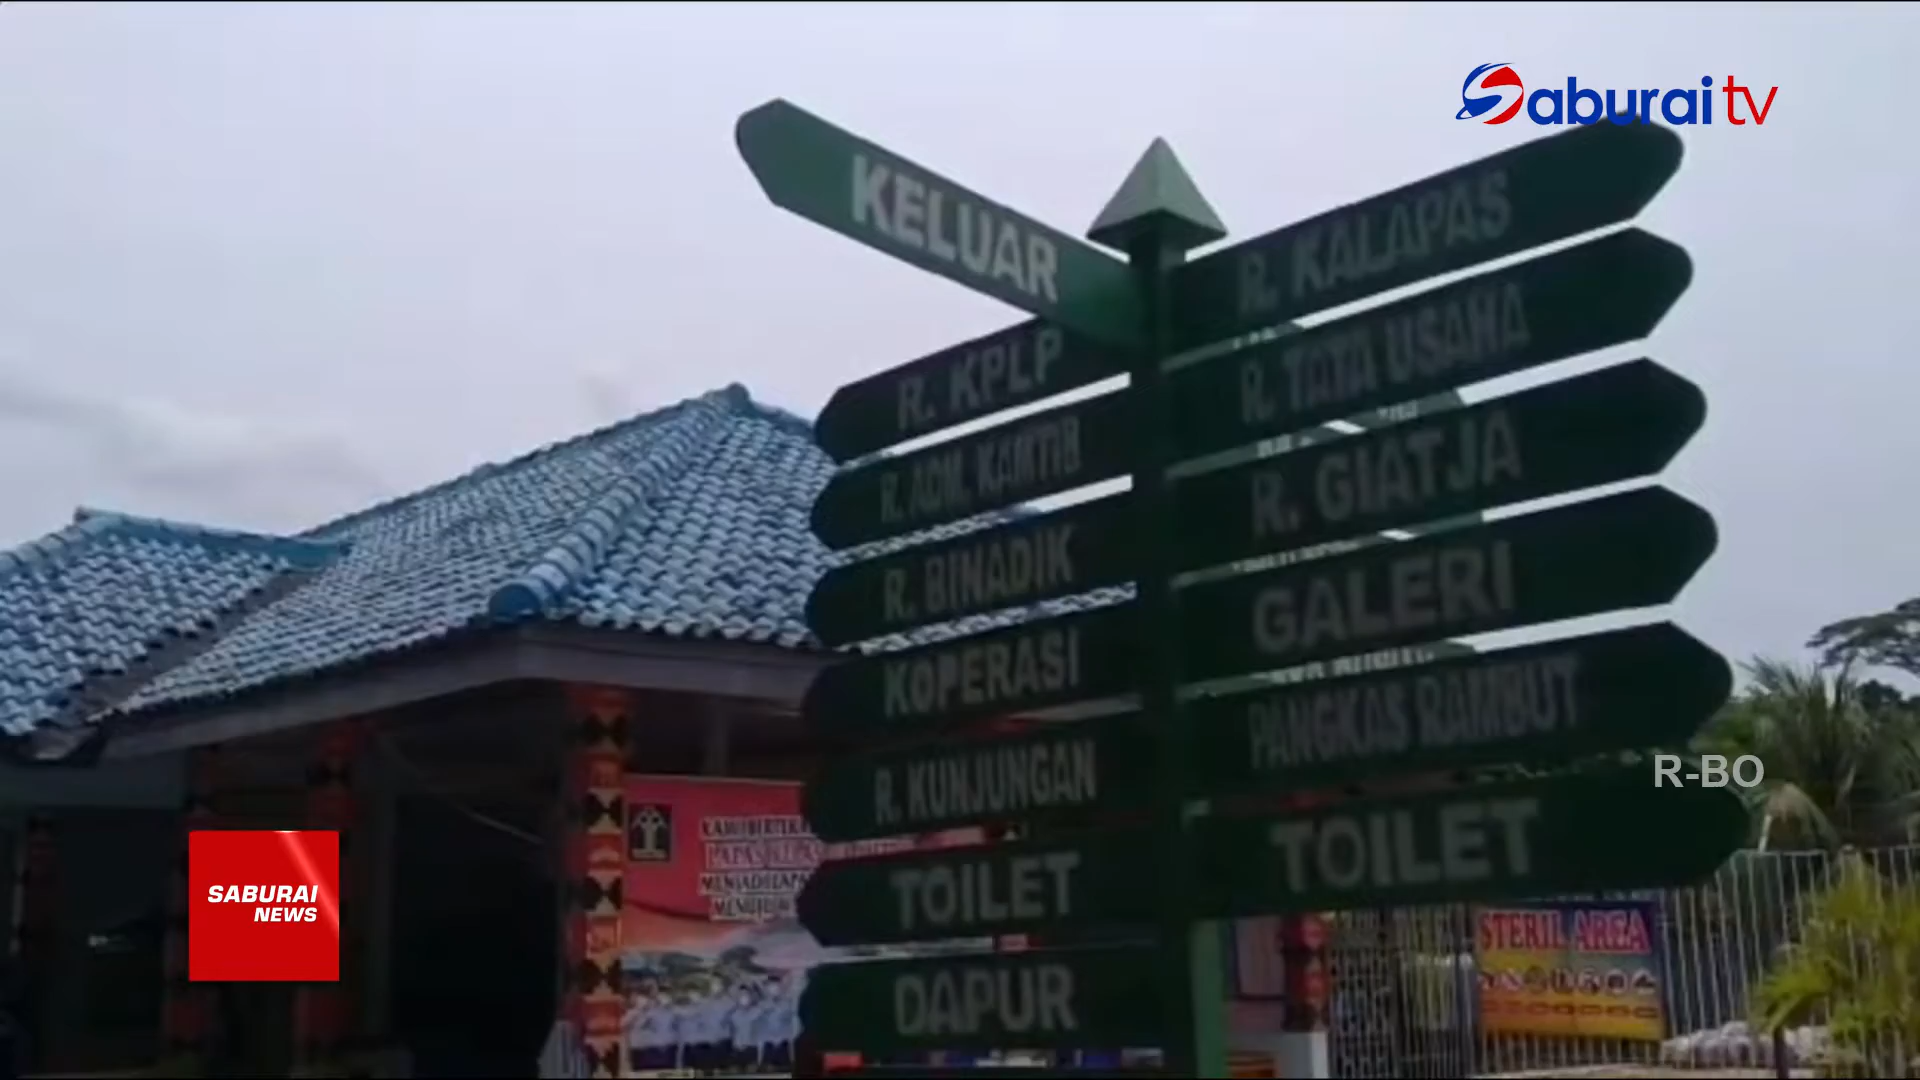 Saburai tv
KELUAR
R. KPLP
R. ADM. KAMTIB
R. BINADIK
KOPERASI
R. KUNJUNGAN
TOILET
DAPUR
R. KALAPAS
R. TATA USAHA
R. GIATJA
GALERI
PANGKAS RAMBUT
TOILET
R-BO
SABURAI
NEWS
STERIL AREA